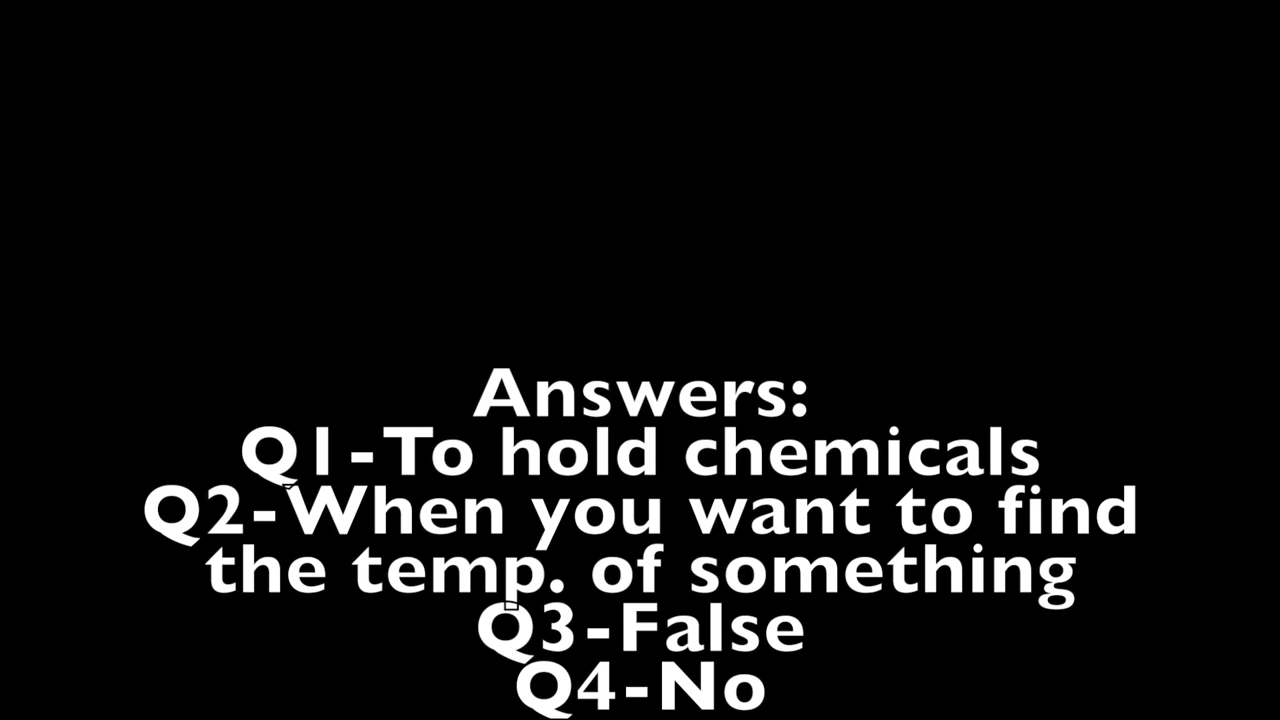 Answers:
Q1-To hold chemicals
Q2-When you want to find
the temp. of something
Q3-False
Q4-No